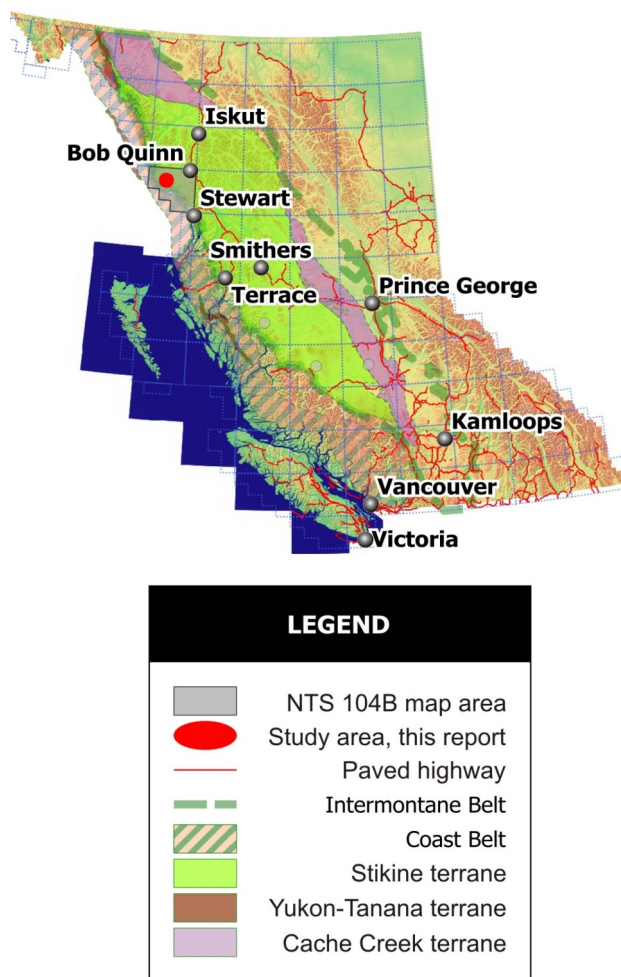 Iskut
Bob Quinn
Stewart
Smithers
Terrace
Prince George
Kamloops
Vancouver
Victoria
LEGEND
NTS 104B map area
Study area, this report
Paved highway
Intermontane Belt
Coast Belt
Stikine terrane
Yukon-Tanana terrane
Cache Creek terrane